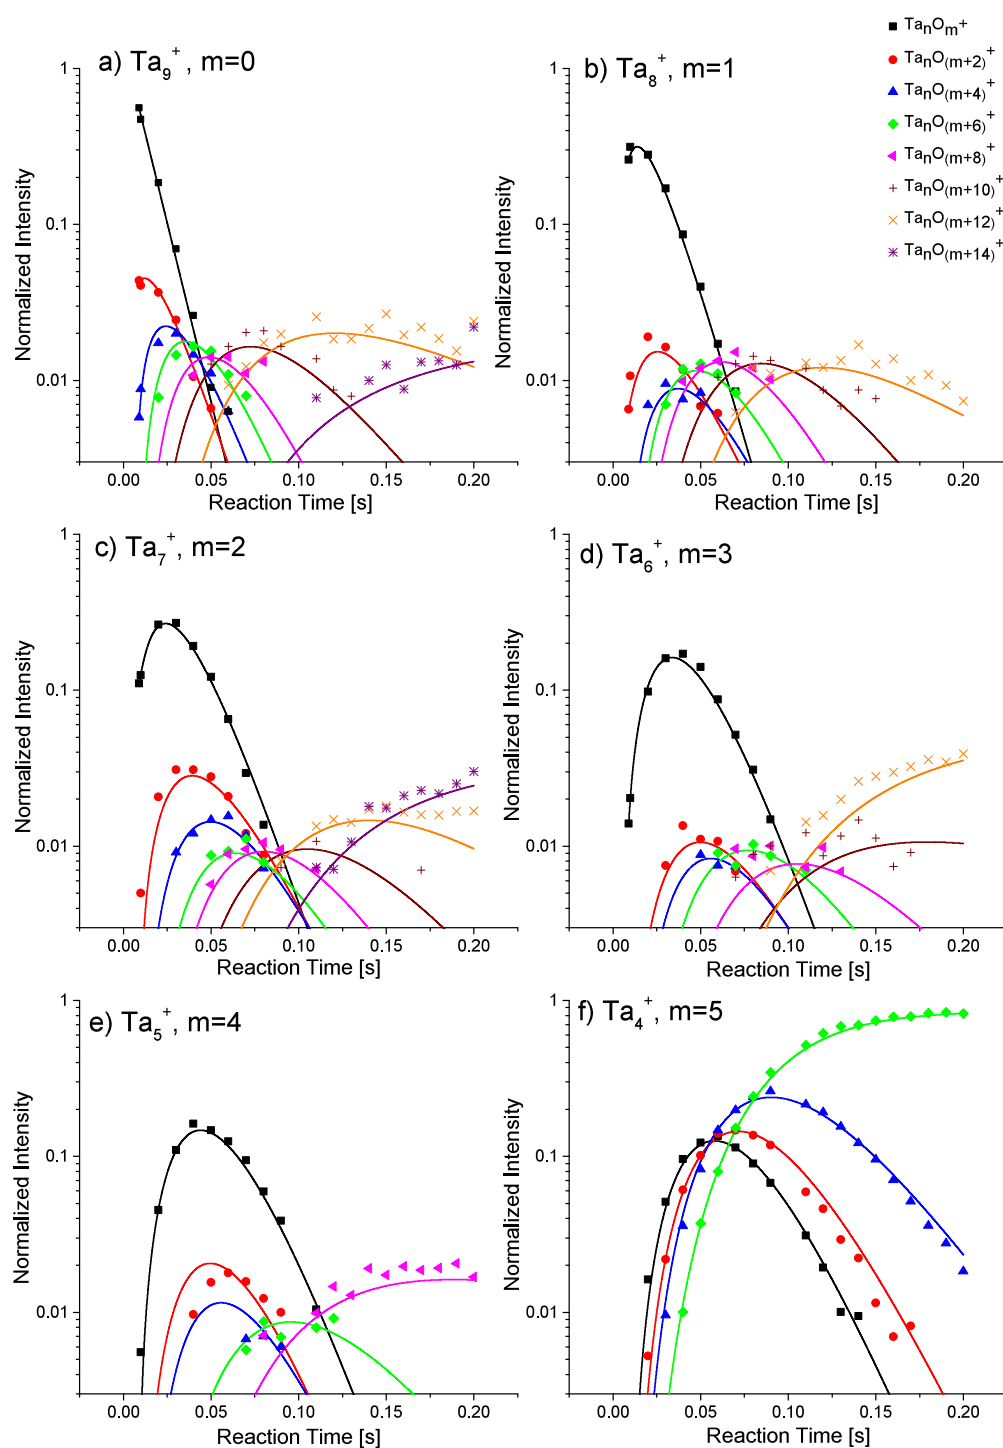 a) Ta₉⁺, m=0
b) Ta₈⁺, m=1
TaₙOₘ⁺
TaₙO₍ₘ₊₂₎⁺
TaₙO₍ₘ₊₄₎⁺
TaₙO₍ₘ₊₆₎⁺
TaₙO₍ₘ₊₈₎⁺
TaₙO₍ₘ₊₁₀₎⁺
TaₙO₍ₘ₊₁₂₎⁺
TaₙO₍ₘ₊₁₄₎⁺
Normalized Intensity
1
0.1
0.01
0.00 0.05 0.10 0.15 0.20
Reaction Time [s]
Normalized Intensity
1
0.1
0.01
0.00 0.05 0.10 0.15 0.20
Reaction Time [s]
c) Ta₇⁺, m=2
Normalized Intensity
1
0.1
0.01
0.00 0.05 0.10 0.15 0.20
Reaction Time [s]
d) Ta₆⁺, m=3
Normalized Intensity
1
0.1
0.01
0.00 0.05 0.10 0.15 0.20
Reaction Time [s]
e) Ta₅⁺, m=4
Normalized Intensity
1
0.1
0.01
0.00 0.05 0.10 0.15 0.20
Reaction Time [s]
f) Ta₄⁺, m=5
Normalized Intensity
1
0.1
0.01
0.00 0.05 0.10 0.15 0.20
Reaction Time [s]